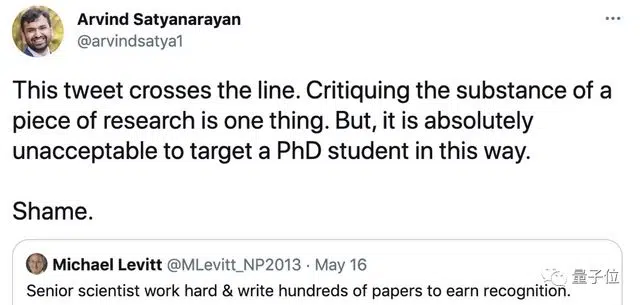 Arvind Satyanarayan
@arvindsatya1
This tweet crosses the line. Critiquing the substance of a
piece of research is one thing. But, it is absolutely
unacceptable to target a PhD student in this way.
Shame.
Michael Levitt @MLevitt_NP2013 · May 16
Senior scientist work hard & write hundreds of papers to earn recognition.
量子位